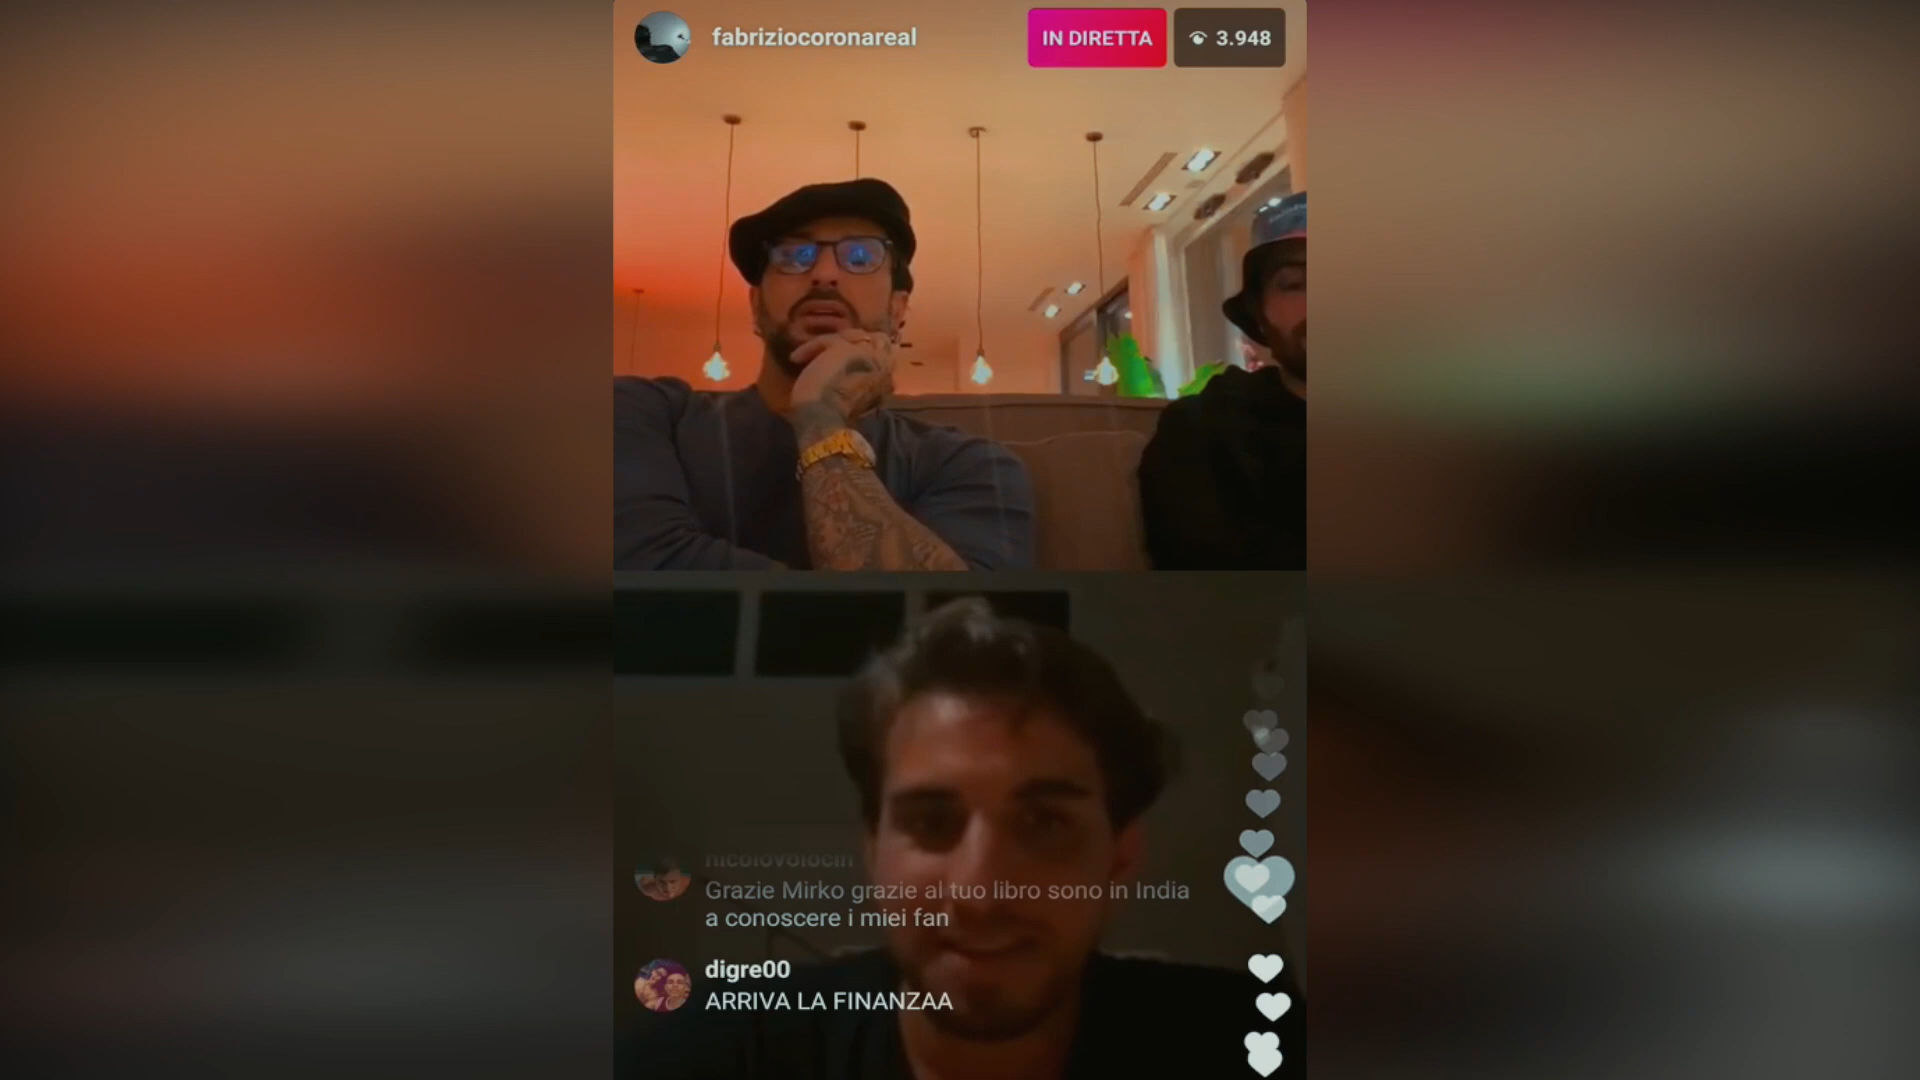 fabriziocoronareal
IN DIRETTA
3.948
nicolovolocin
Grazie Mirko grazie al tuo libro sono in India
a conoscere i miei fan
digre00
ARRIVA LA FINANZAA